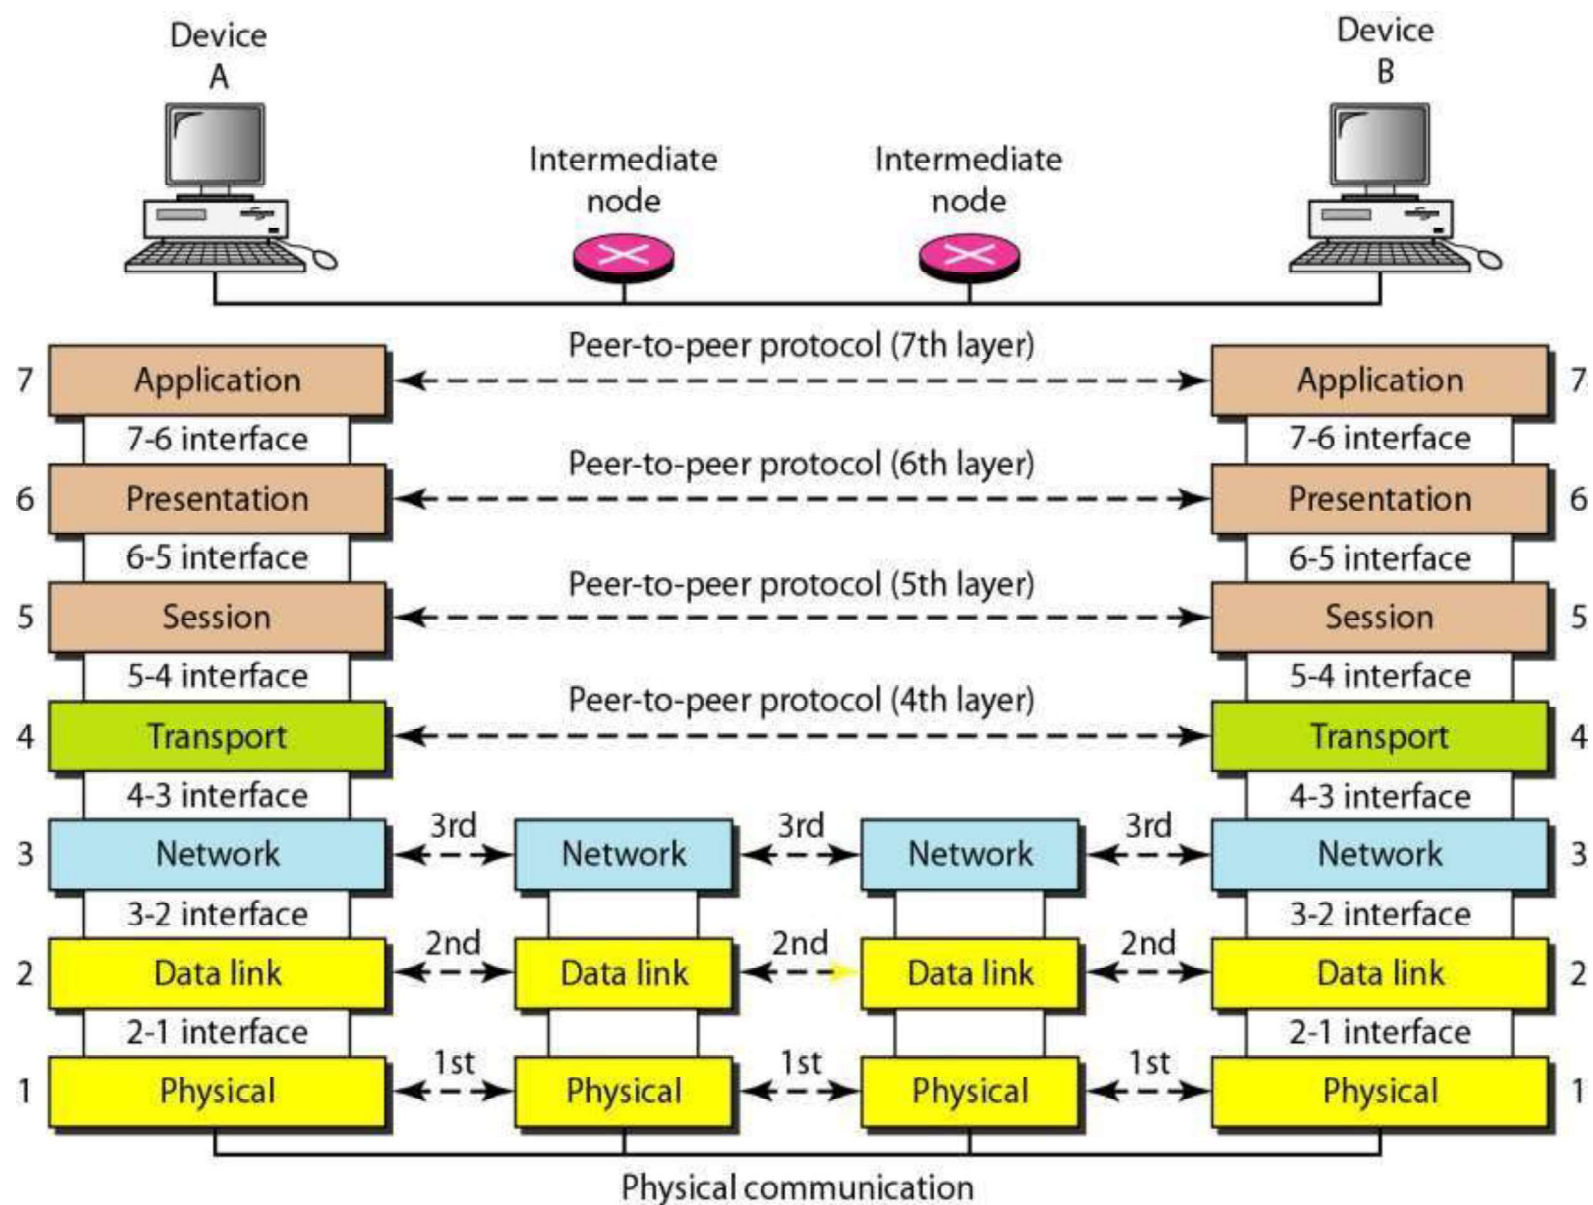 Device
A
Device
B
Intermediate
node
Intermediate
node
Peer-to-peer protocol (7th layer)
7 Application Application 7
7-6 interface 7-6 interface
Peer-to-peer protocol (6th layer)
6 Presentation Presentation 6
6-5 interface 6-5 interface
Peer-to-peer protocol (5th layer)
5 Session Session 5
5-4 interface 5-4 interface
Peer-to-peer protocol (4th layer)
4 Transport Transport 4
4-3 interface 4-3 interface
3rd 3rd 3rd
3 Network Network Network Network 3
3-2 interface 3-2 interface
2nd 2nd 2nd
2 Data link Data link Data link Data link 2
2-1 interface 2-1 interface
1st 1st 1st
1 Physical Physical Physical Physical 1
Physical communication